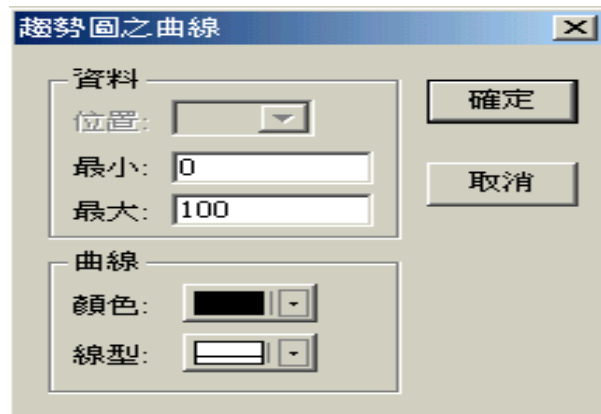 趨勢圖之曲線
資料
位置:
最小: 0
最大: 100
確定
取消
曲線
顏色:
線型: